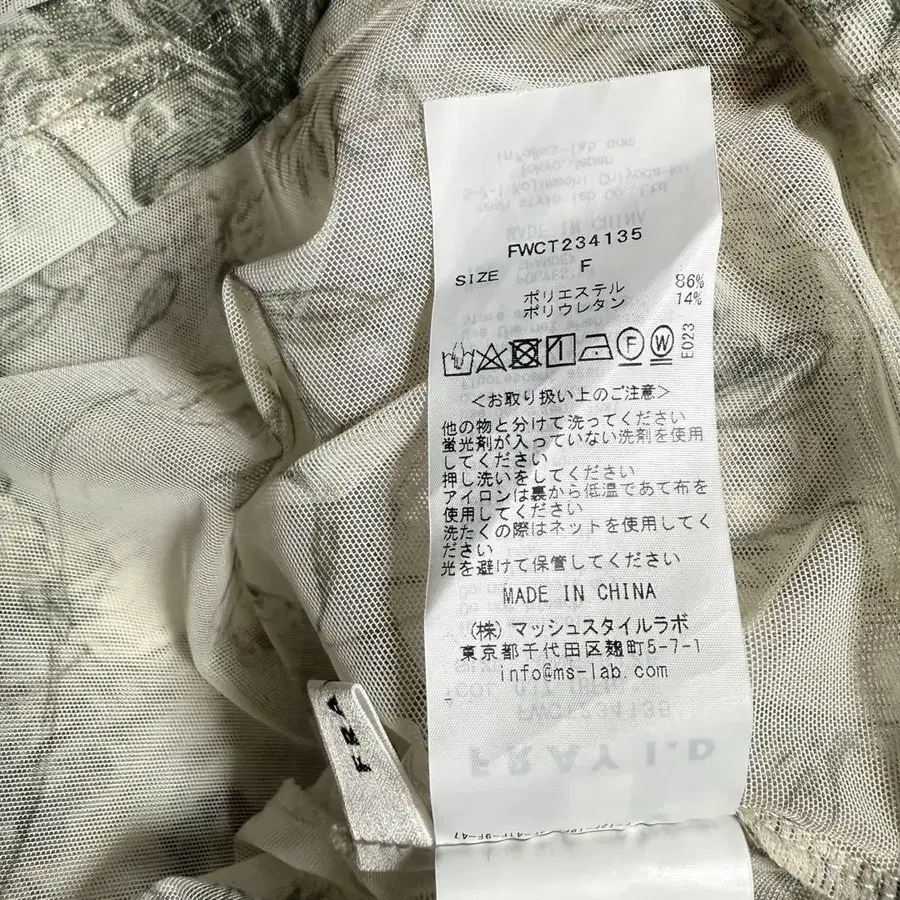 FWCT234135
SIZE F
ポリエステル 86%
ポリウレタン 14%
F W
E023
<お取り扱い上のご注意>
他の物と分けて洗ってください
蛍光剤が入っていない洗剤を使用
してください
押し洗いをしてください
アイロンは裏から低温であて布を
使用してください
洗たくの際はネットを使用してく
ださい
光を避けて保管してください
MADE IN CHINA
(株)マッシュスタイルラボ
東京都千代田区麹町5-7-1
info@ms-lab.com
FRA
FWCT234135
FRAY I.D